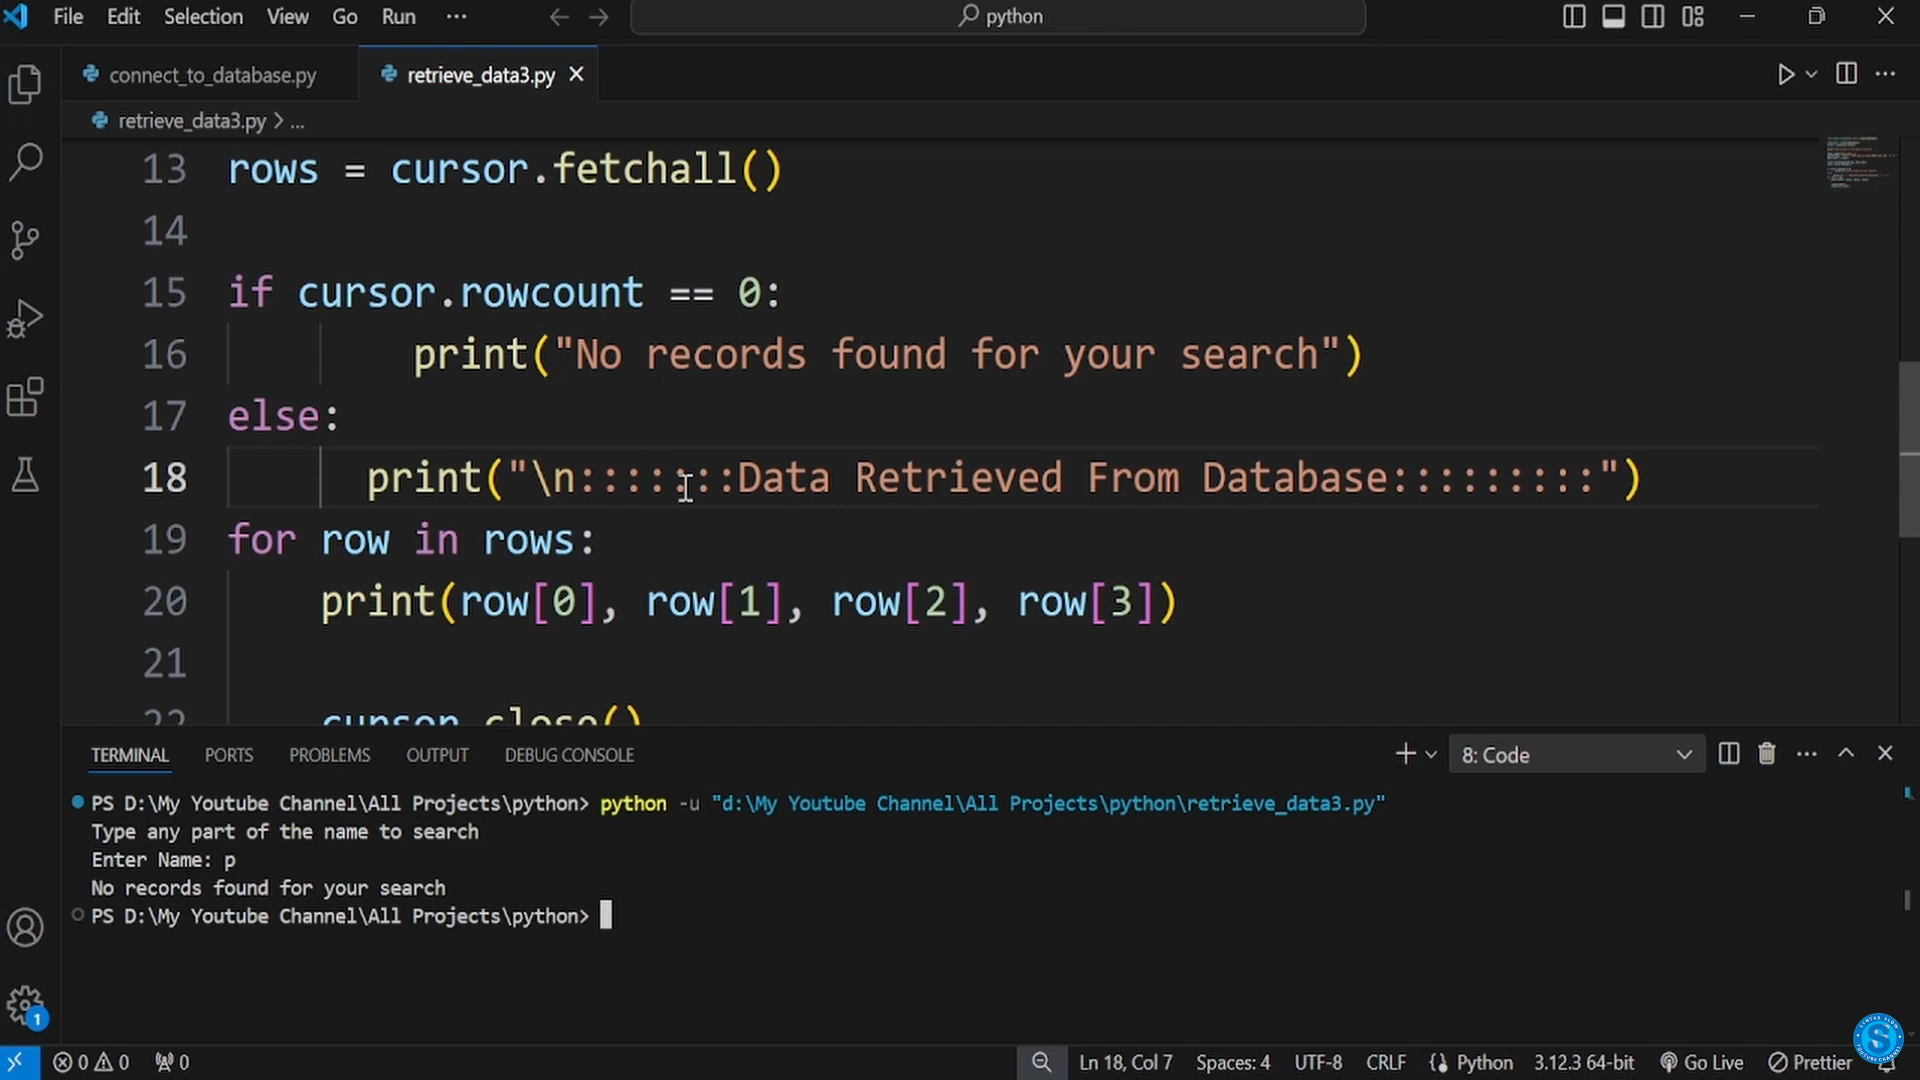 File Edit Selection View Go Run ... python
connect_to_database.py retrieve_data3.py
retrieve_data3.py > ...
13 rows = cursor.fetchall()
14
15 if cursor.rowcount == 0:
16 print("No records found for your search")
17 else:
18 print("\n:::::::Data Retrieved From Database:::::::::")
19 for row in rows:
20 print(row[0], row[1], row[2], row[3])
21
22 cursor.close()
TERMINAL PORTS PROBLEMS OUTPUT DEBUG CONSOLE 8: Code
PS D:\My Youtube Channel\All Projects\python> python -u "d:\My Youtube Channel\All Projects\python\retrieve_data3.py"
Type any part of the name to search
Enter Name: p
No records found for your search
PS D:\My Youtube Channel\All Projects\python>
1
0 0 0 Ln 18, Col 7 Spaces: 4 UTF-8 CRLF Python 3.12.3 64-bit Go Live Prettier